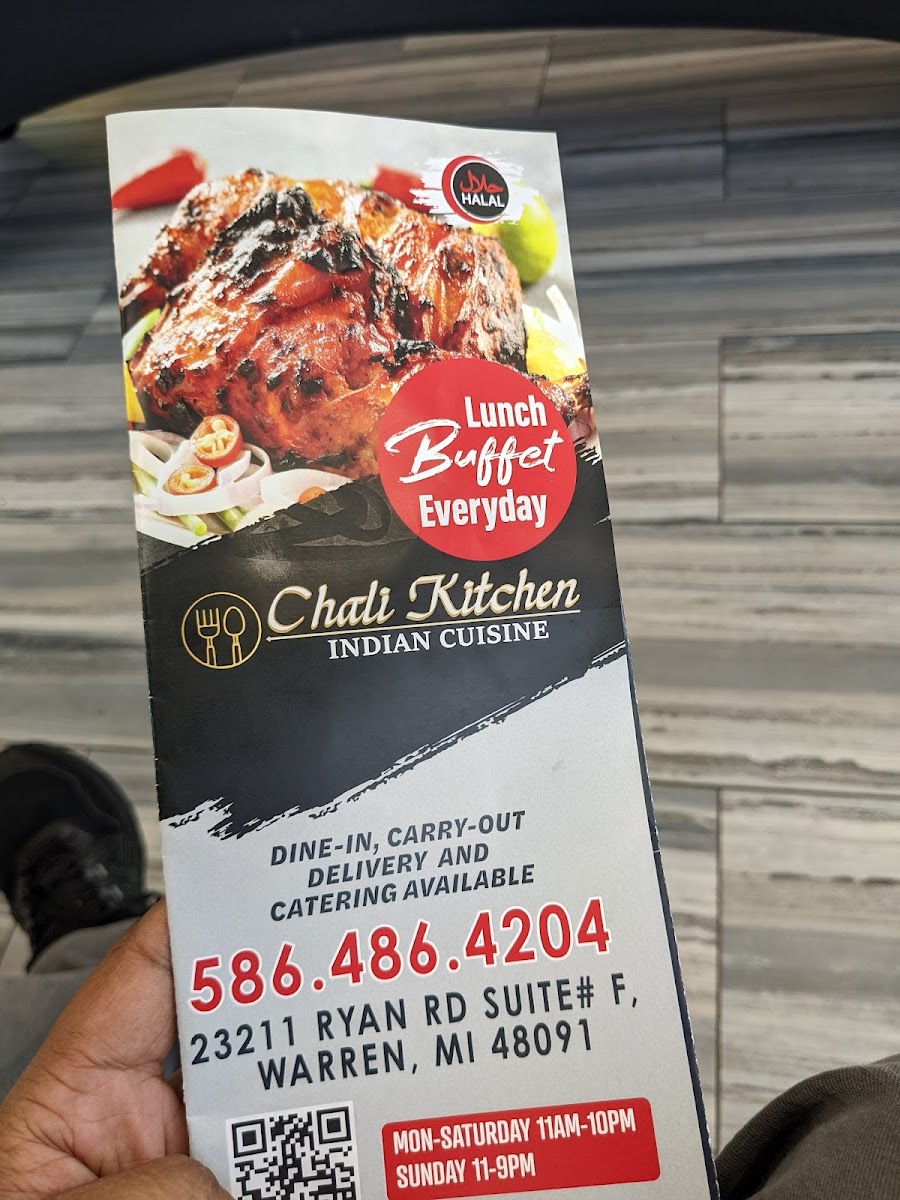 حلال
HALAL
Lunch
Buffet
Everyday
Chali Kitchen
INDIAN CUISINE
DINE-IN, CARRY-OUT
DELIVERY AND
CATERING AVAILABLE
586.486.4204
23211 RYAN RD SUITE# F,
WARREN, MI 48091
MON-SATURDAY 11AM-10PM
SUNDAY 11-9PM